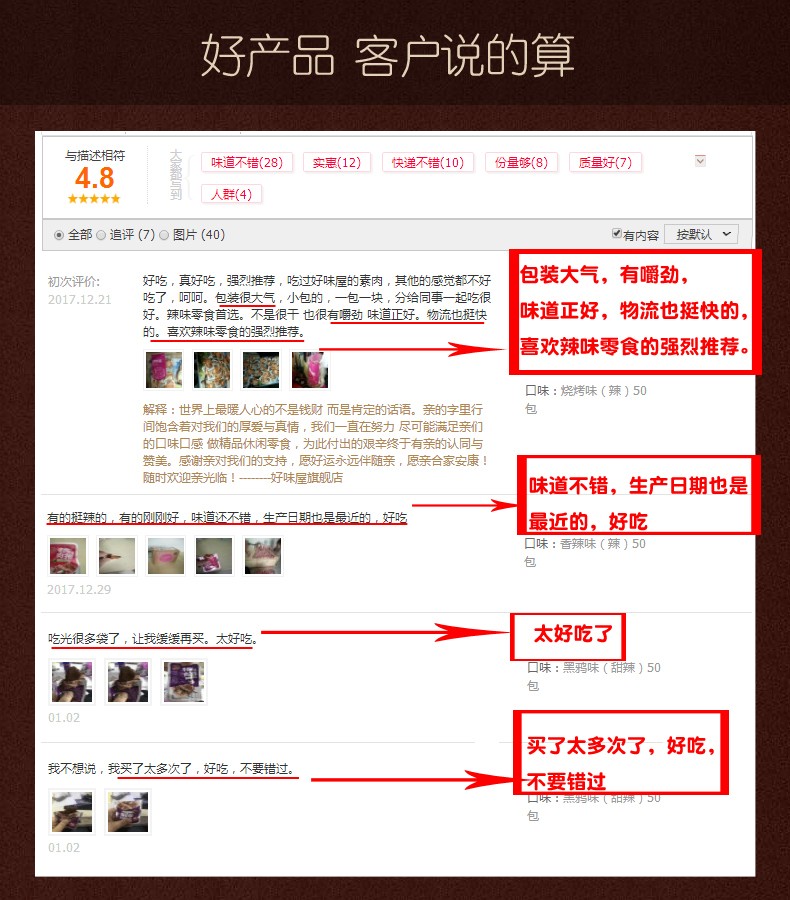 好产品 客户说的算
与描述相符
4.8
大家都写到
味道不错(28)
实惠(12)
快递不错(10)
份量够(8)
质量好(7)
人群(4)
全部
追评 (7)
图片 (40)
有内容
按默认
初次评价:
2017.12.21
好吃，真好吃，强烈推荐，吃过好味屋的素肉，其他的感觉都不好
吃了，呵呵。包装很大气，小包的，一包一块，分给同事一起吃很
好。辣味零食首选。不是很干 也很有嚼劲 味道正好。物流也挺快
的。喜欢辣味零食的强烈推荐。
包装大气，有嚼劲，
味道正好，物流也挺快的，
喜欢辣味零食的强烈推荐。
口味：烧烤味（辣）50
包
解释：世界上最暖人心的不是钱财 而是肯定的话语。亲的字里行
间饱含着对我们的厚爱与真情，我们一直在努力 尽可能满足亲们
的口味口感 做精品休闲零食，为此付出的艰辛终于有亲的认同与
赞美。感谢亲对我们的支持，愿好运永远伴随亲，愿亲合家安康！
随时欢迎亲光临！--------好味屋旗舰店
有的挺辣的，有的刚刚好，味道还不错，生产日期也是最近的，好吃
味道不错，生产日期也是
最近的，好吃
口味：香辣味（辣）50
包
2017.12.29
吃光很多袋了，让我缓缓再买。太好吃。
太好吃了
口味：黑鸦味（甜辣）50
包
01.02
我不想说，我买了太多次了，好吃，不要错过。
买了太多次了，好吃，
不要错过
口味：黑鸦味（甜辣）50
包
01.02